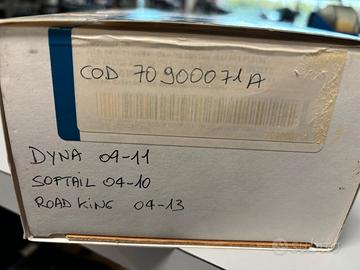 COD 70900071A
DYNA 04-11
SOFTAIL 04-10
ROAD KING 04-13